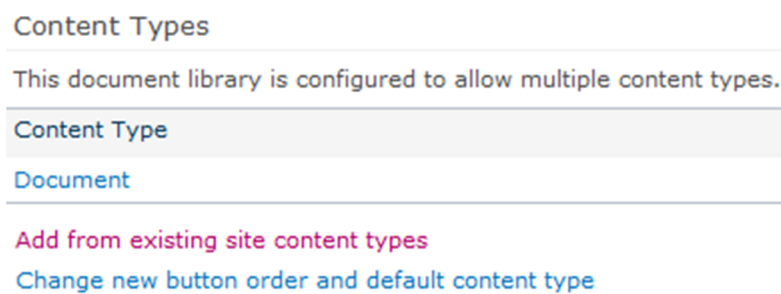 Content Types
This document library is configured to allow multiple content types.
Content Type
Document
Add from existing site content types
Change new button order and default content type